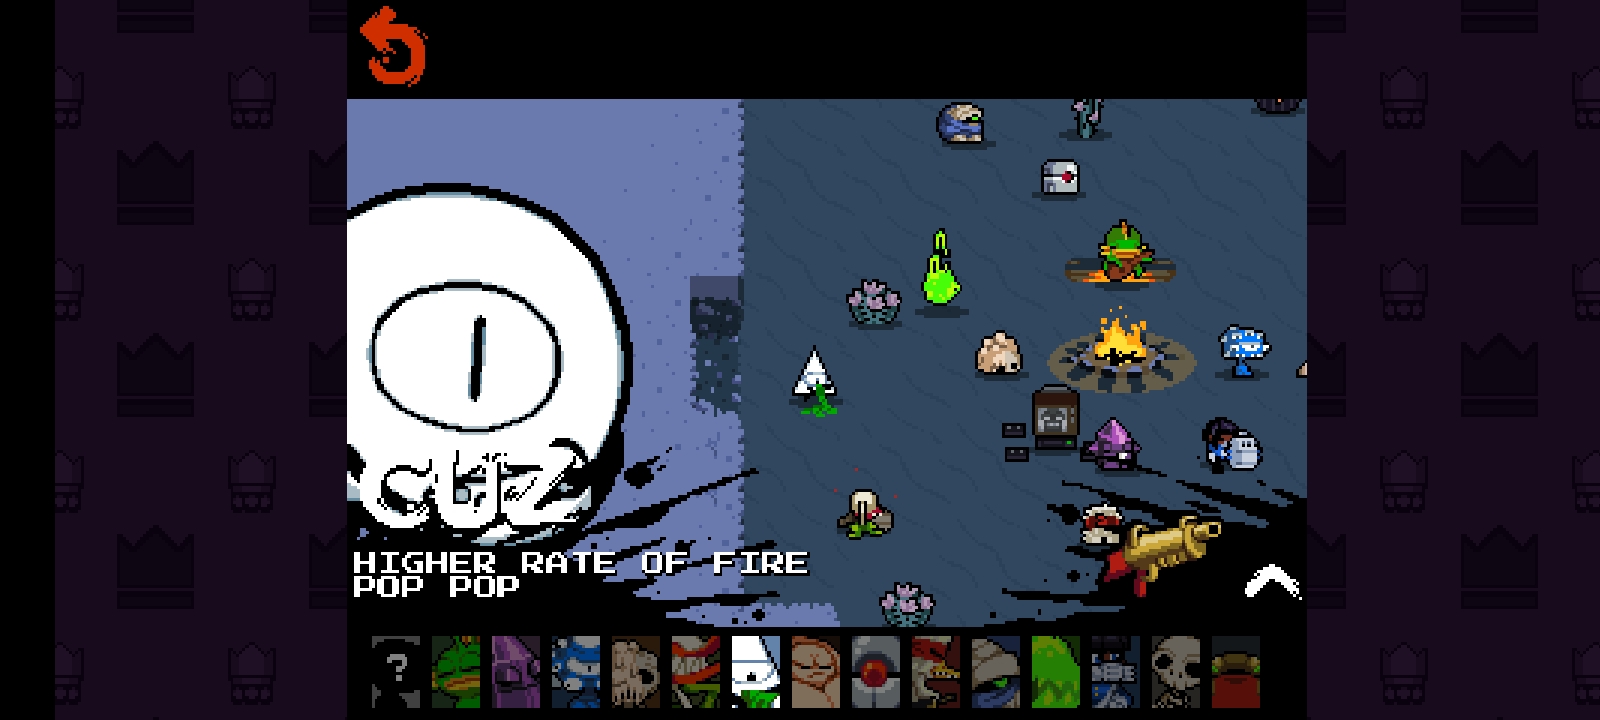 CUZ
HIGHER RATE OF FIRE
POP POP
?